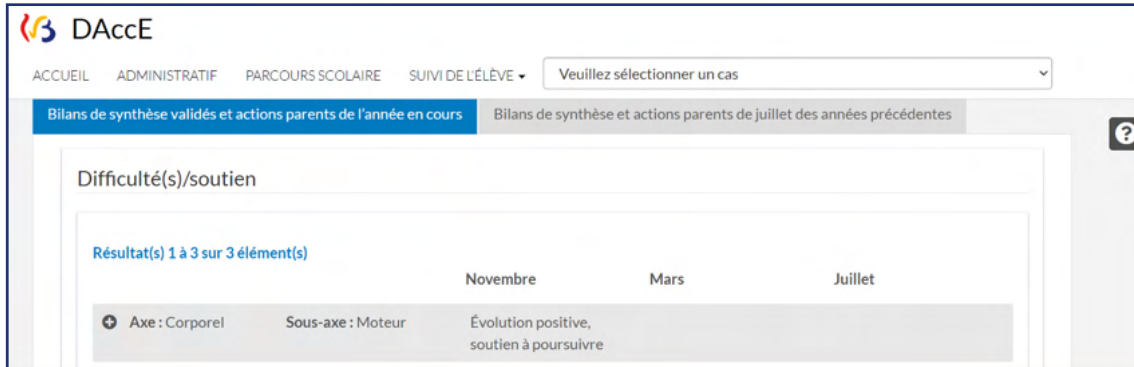 DAccE
ACCUEIL ADMINISTRATIF PARCOURS SCOLAIRE SUIVI DE L'ÉLÈVE Veuillez sélectionner un cas
Bilans de synthèse validés et actions parents de l'année en cours Bilans de synthèse et actions parents de juillet des années précédentes
?
Difficulté(s)/soutien
Résultat(s) 1 à 3 sur 3 élément(s)
Novembre Mars Juillet
Axe : Corporel Sous-axe : Moteur Évolution positive,
soutien à poursuivre